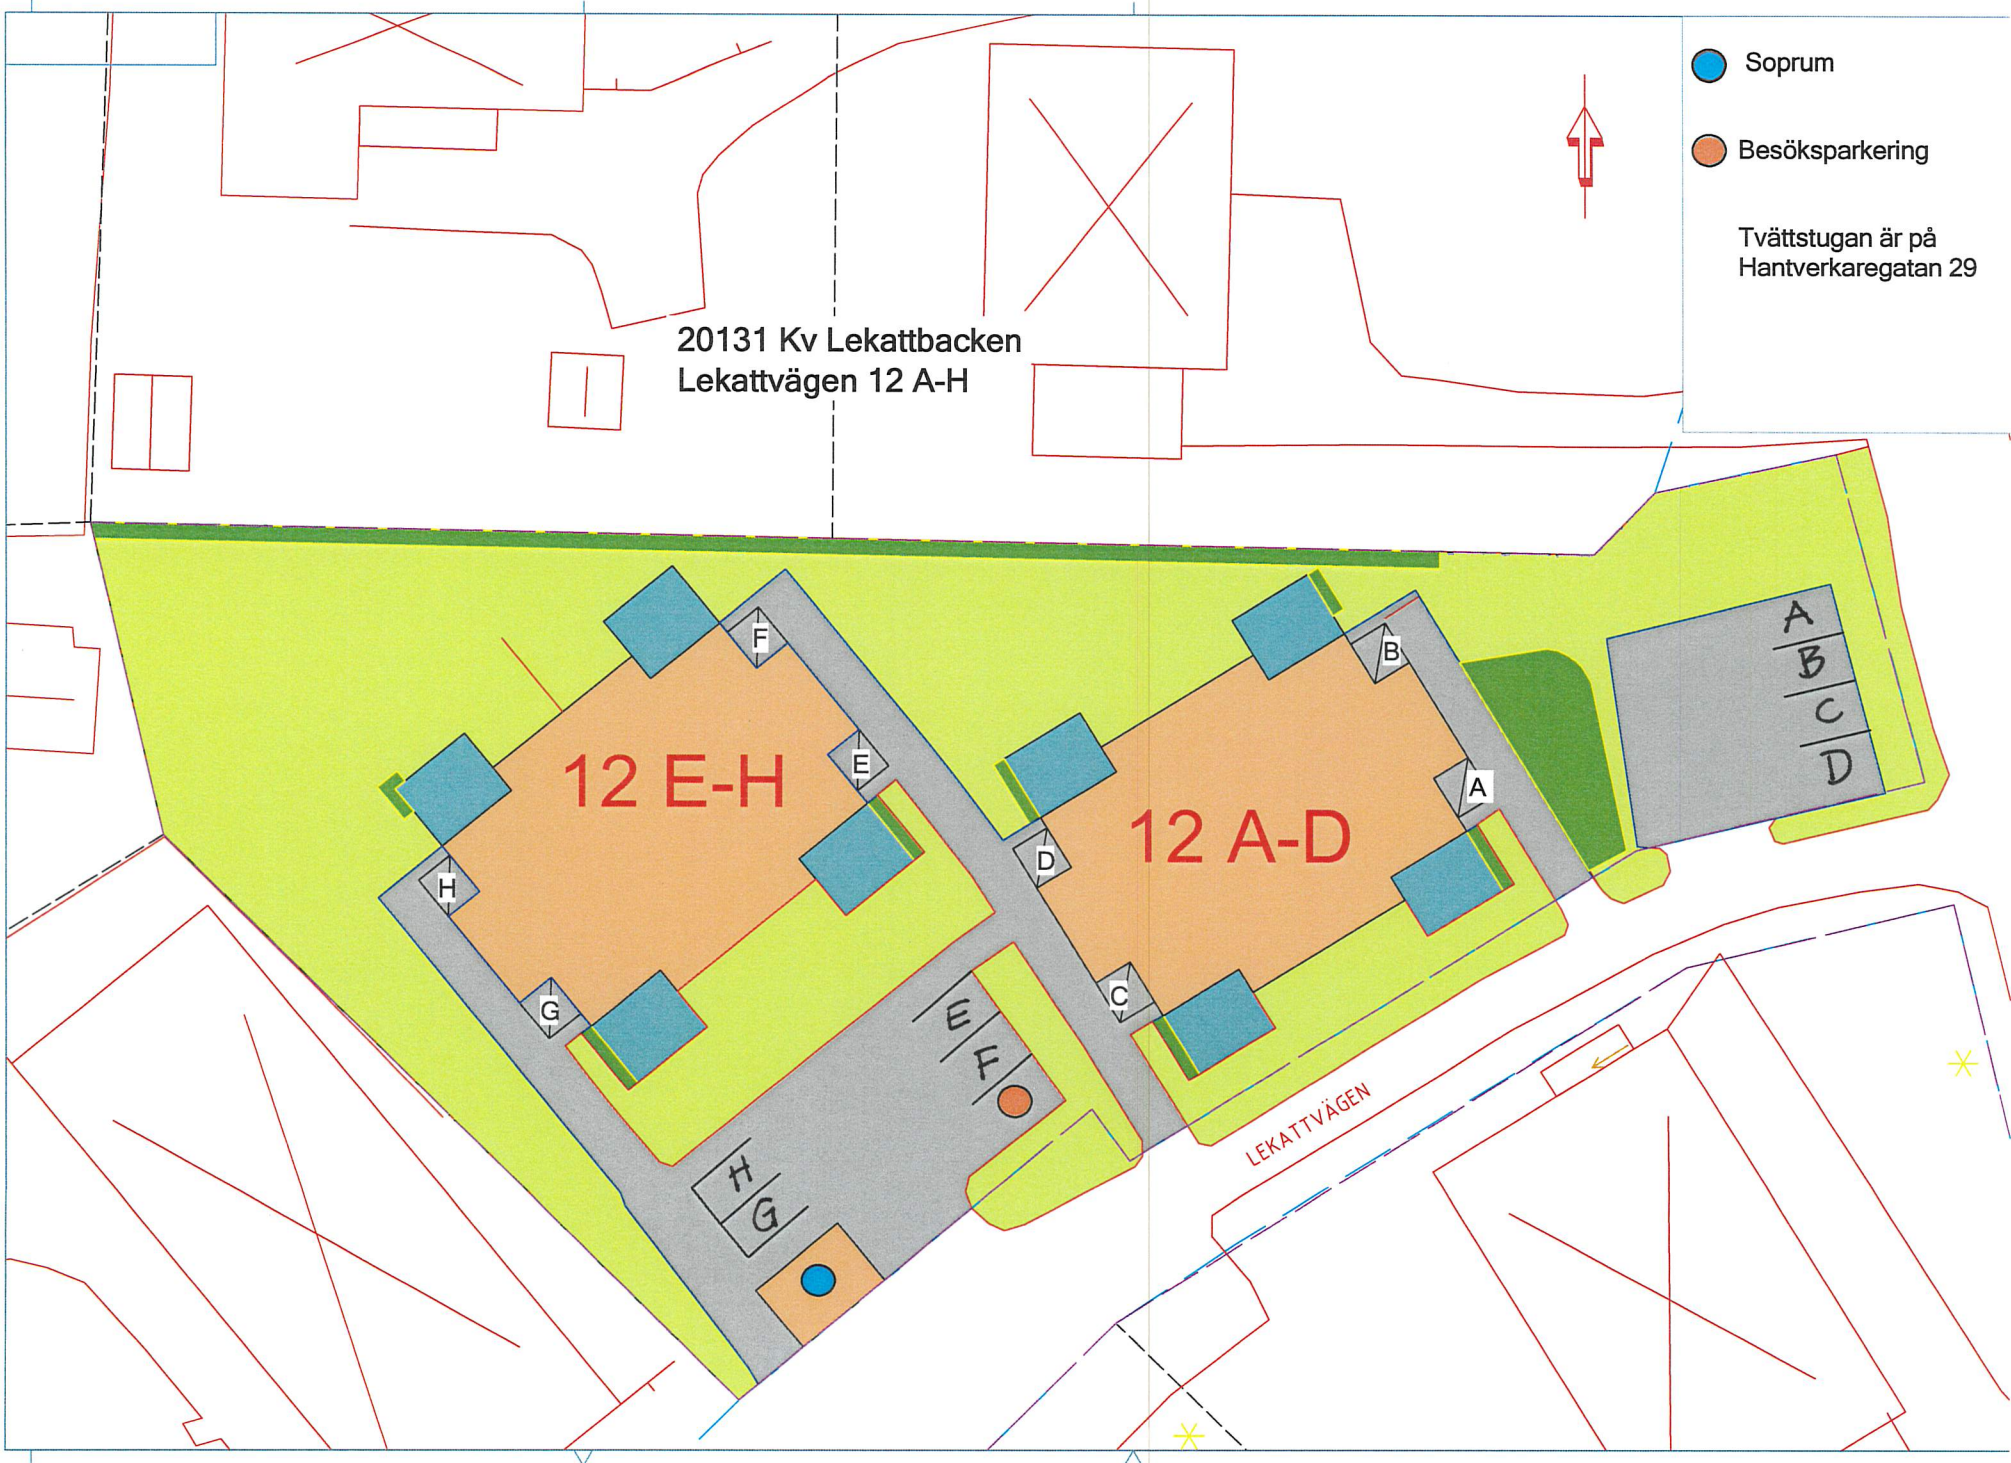 Soprum
Besöksparkering
Tvättstugan är på
Hantverkaregatan 29
20131 Kv Lekattbacken
Lekattvägen 12 A-H
A
B
C
D
F
B
12 E-H
E
12 A-D
A
D
H
C
G
E
F
H
G
LEKATTVÄGEN